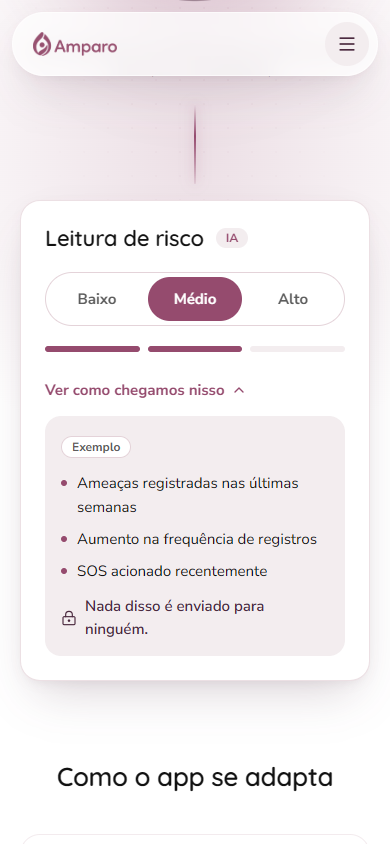 Amparo
Leitura de risco IA
Baixo Médio Alto
Ver como chegamos nisso
Exemplo
Ameaças registradas nas últimas
semanas
Aumento na frequência de registros
SOS acionado recentemente
Nada disso é enviado para
ninguém.
Como o app se adapta